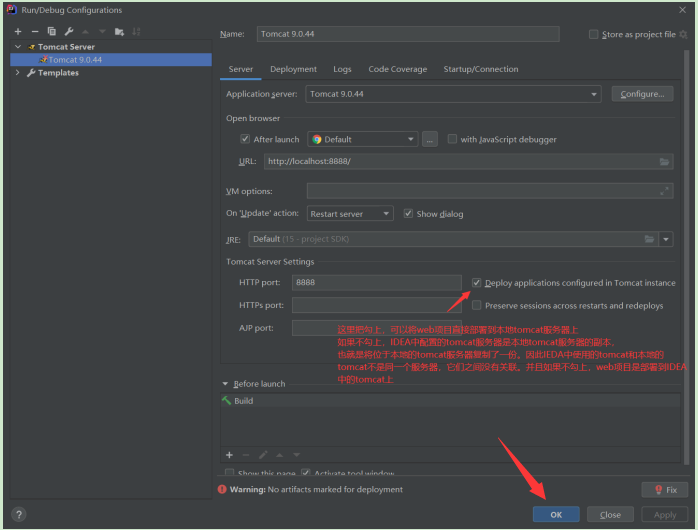 Run/Debug Configurations
Name: Tomcat 9.0.44
Store as project file
Tomcat Server
Tomcat 9.0.44
Templates
Server Deployment Logs Code Coverage Startup/Connection
Application server: Tomcat 9.0.44 Configure...
Open browser
After launch Default ... with JavaScript debugger
URL: http://localhost:8888/
VM options:
On 'Update' action: Restart server Show dialog
JRE: Default (15 - project SDK)
Tomcat Server Settings
HTTP port: 8888 Deploy applications configured in Tomcat instance
HTTPs port: Preserve sessions across restarts and redeploys
AJP port:
这里把勾上，可以将web项目直接部署到本地tomcat服务器上
如果不勾上，IDEA中配置的tomcat服务器是本地tomcat服务器的副本，
也就是将位于本地的tomcat服务器复制了一份。因此IEDA中使用的tomcat和本地的
tomcat不是同一个服务器，它们之间没有关联。并且如果不勾上，web项目是部署到IDEA
中的tomcat上
Before launch
Build
Show this page Activate tool window
Warning: No artifacts marked for deployment Fix
? OK Close Apply